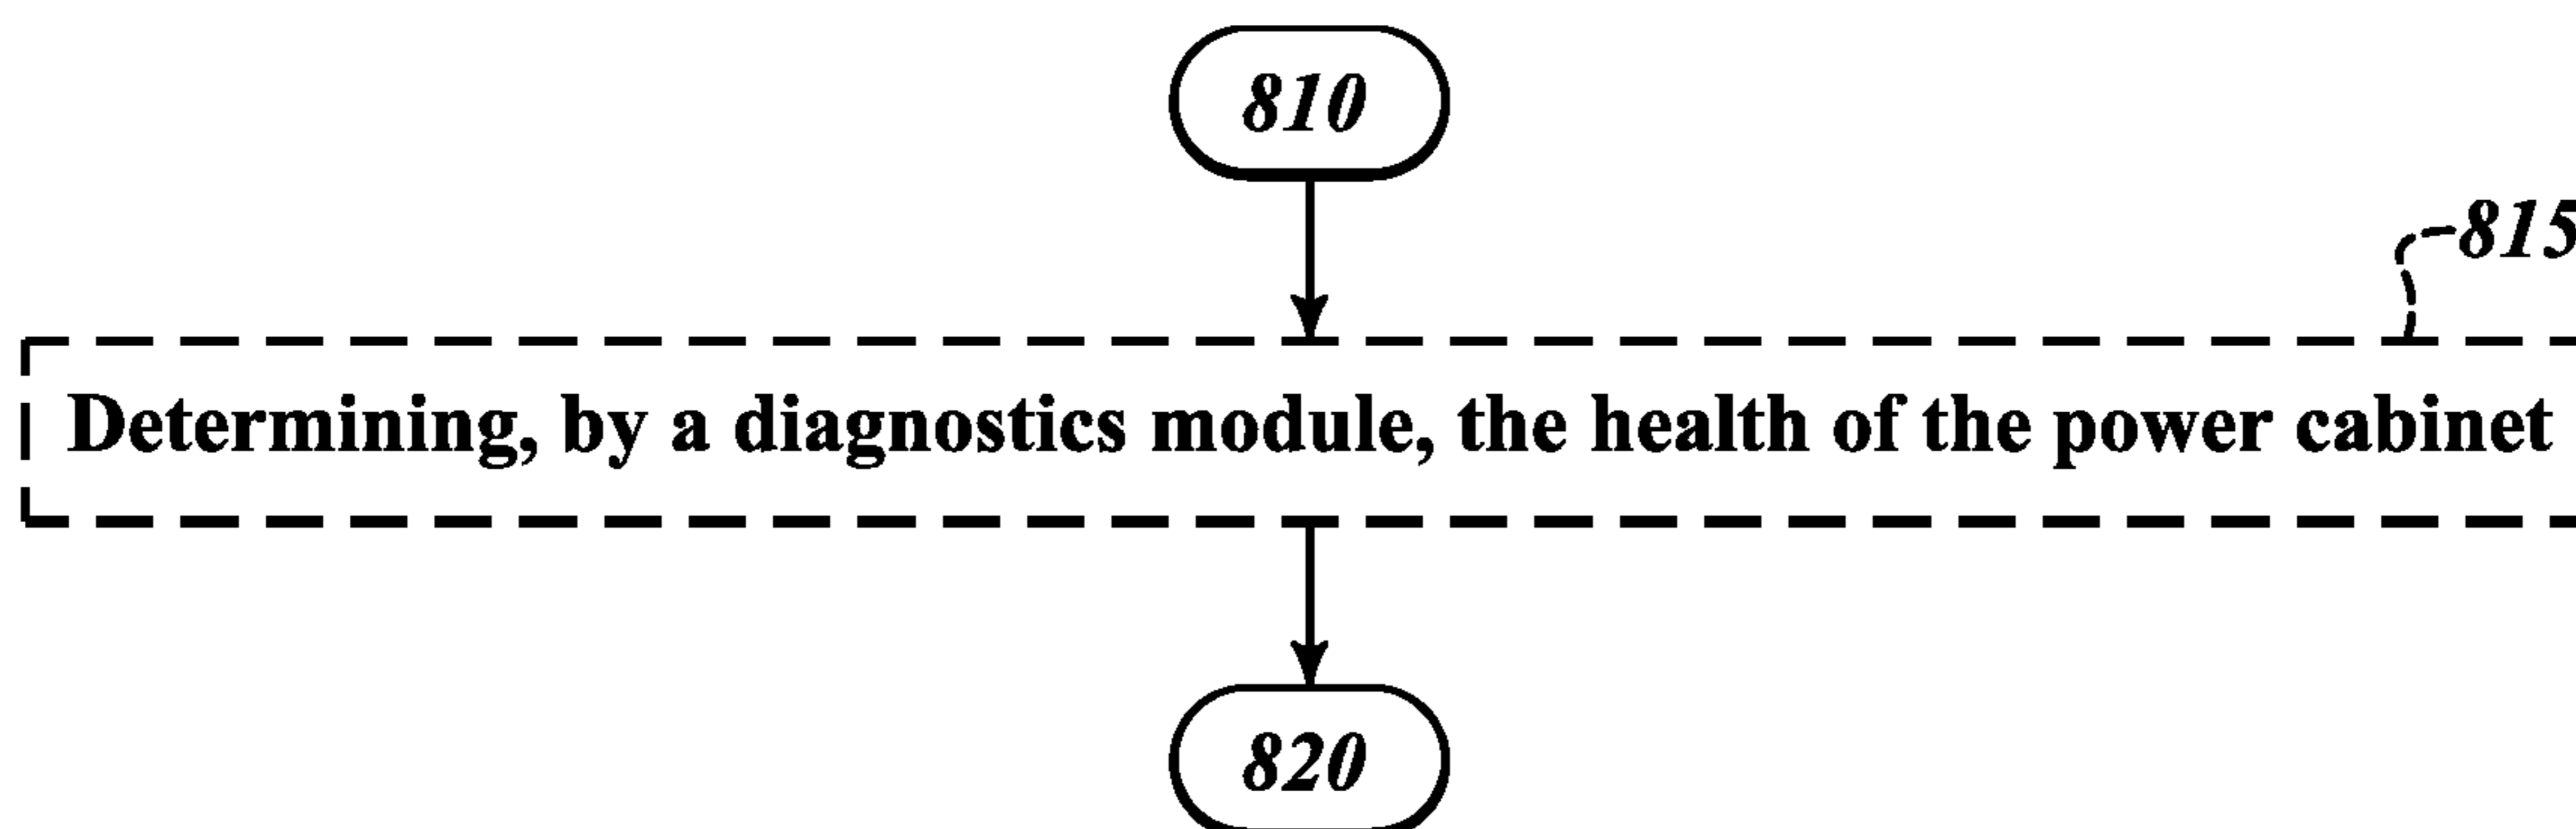 810
815
Determining, by a diagnostics module, the health of the power cabinet
820